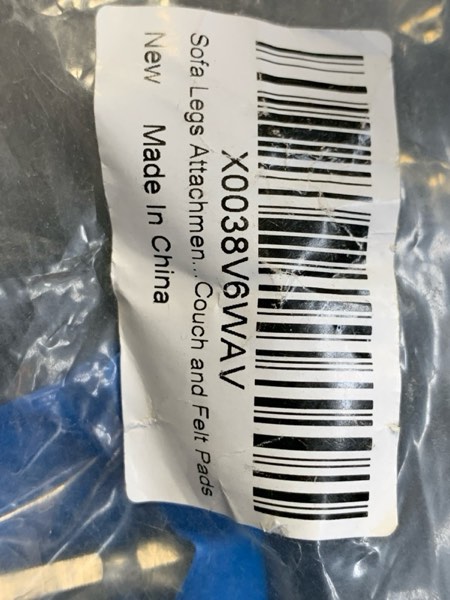 X0038V6WAV
Sofa Legs Attachmen...Couch and Felt Pads
New Made In China